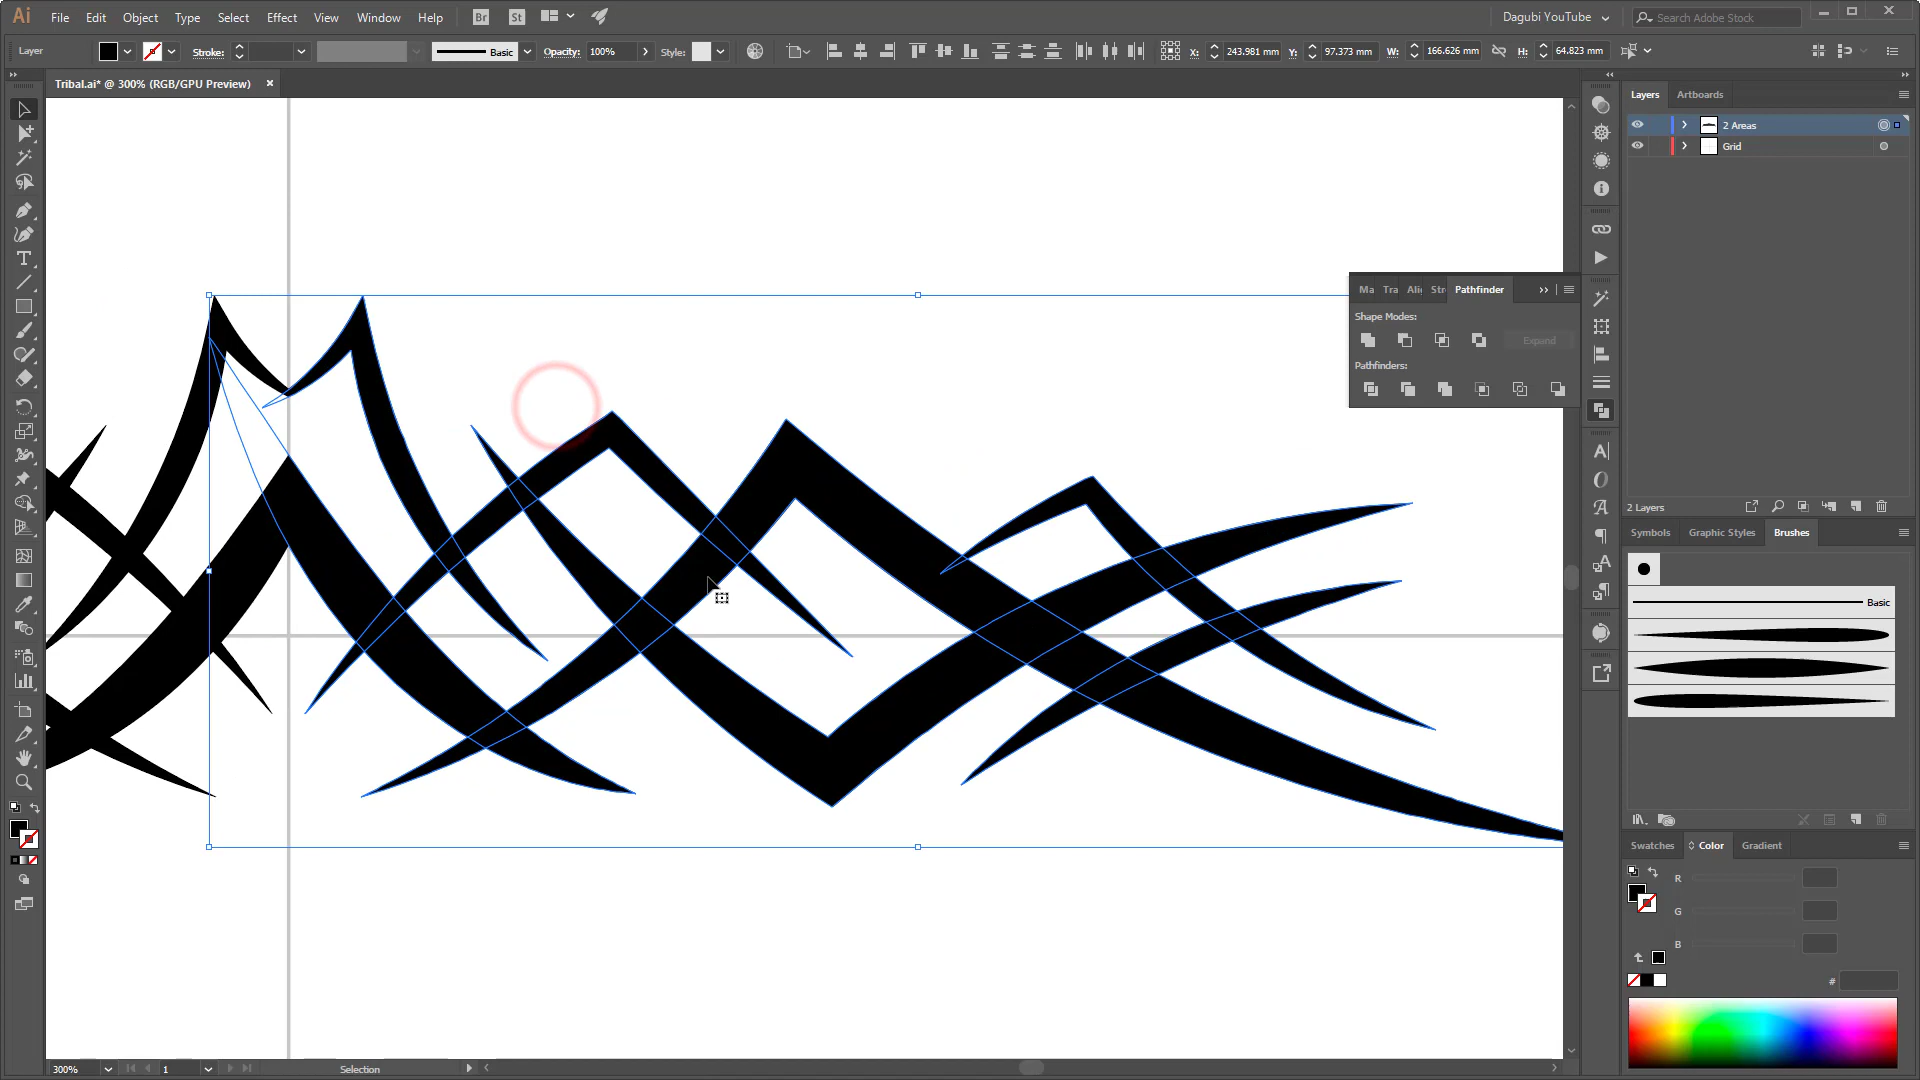 Ai File Edit Object Type Select Effect View Window Help Br St Dagubi YouTube Search Adobe Stock
Layer Stroke: Basic Opacity: 100% Style: X: 243.981 mm Y: 97.373 mm W: 166.626 mm H: 64.823 mm
Tribal.ai* @ 300% (RGB/GPU Preview)
Layers Artboards
2 Areas
Grid
Ma Tra Ali Str Pathfinder
Shape Modes:
Expand
Pathfinders:
2 Layers
Symbols Graphic Styles Brushes
Basic
Swatches Color Gradient
R
G
B
#
300% 1 Selection